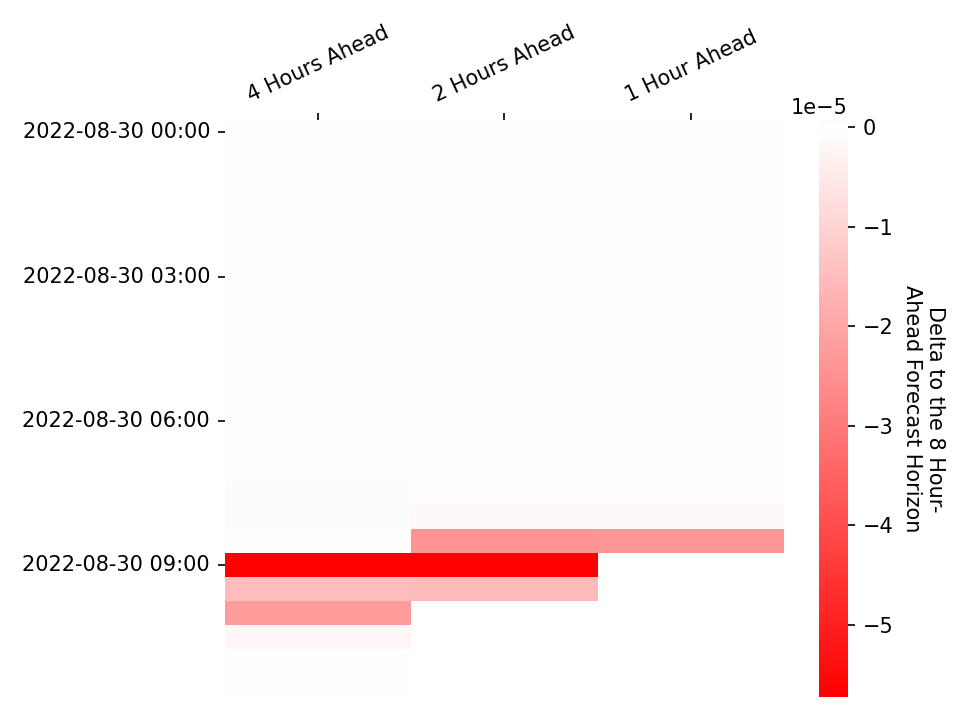 4 Hours Ahead
2 Hours Ahead
1 Hour Ahead
2022-08-30 00:00
2022-08-30 03:00
2022-08-30 06:00
2022-08-30 09:00
1e−5
0
−1
−2
−3
−4
−5
Delta to the 8 Hour-
Ahead Forecast Horizon